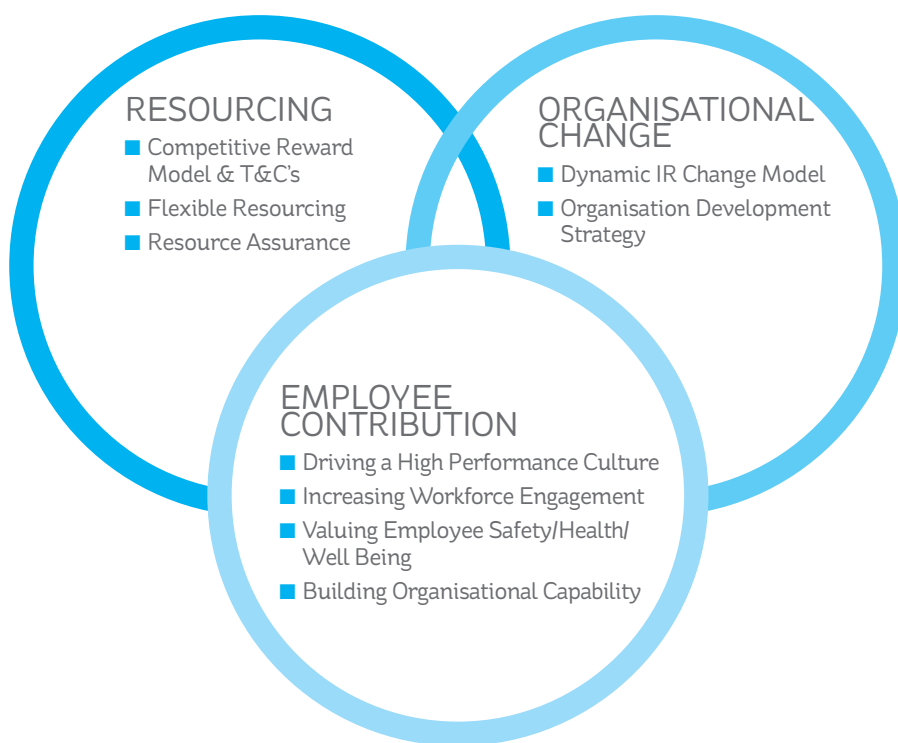 RESOURCING
■ Competitive Reward
Model & T&C's
■ Flexible Resourcing
■ Resource Assurance
ORGANISATIONAL
CHANGE
■ Dynamic IR Change Model
■ Organisation Development
Strategy
EMPLOYEE
CONTRIBUTION
■ Driving a High Performance Culture
■ Increasing Workforce Engagement
■ Valuing Employee Safety/Health/
Well Being
■ Building Organisational Capability